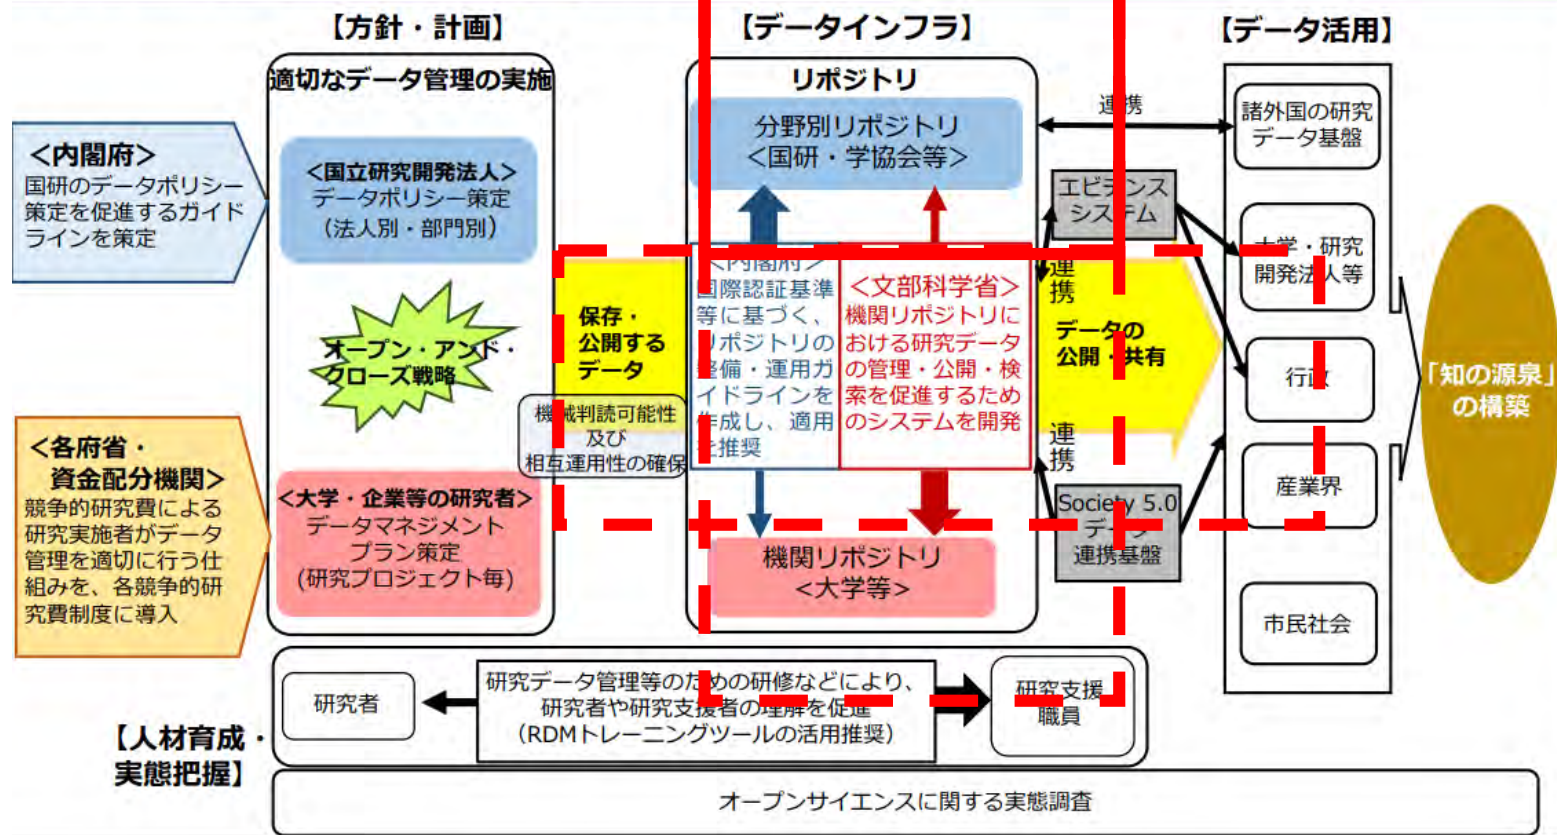 【方針・計画】
【データインフラ】
【データ活用】
＜内閣府＞
国研のデータポリシー
策定を促進するガイド
ラインを策定
＜各府省・
資金配分機関＞
競争的研究費による
研究実施者がデータ
管理を適切に行う仕
組みを、各競争的研
究費制度に導入
適切なデータ管理の実施
＜国立研究開発法人＞
データポリシー策定
（法人別・部門別）
オープン・アンド・
クローズ戦略
＜大学・企業等の研究者＞
データマネジメント
プラン策定
(研究プロジェクト毎)
保存・
公開する
データ
機械判読可能性
及び
相互運用性の確保
リポジトリ
分野別リポジトリ
＜国研・学協会等＞
＜内閣府＞
国際認証基準
等に基づく、
リポジトリの
整備・運用ガ
イドラインを
作成し、適用
を推奨
＜文部科学省＞
機関リポジトリに
おける研究データ
の管理・公開・検
索を促進するため
のシステムを開発
機関リポジトリ
<大学等>
連携
エビデンス
システム
連
携
データの
公開・共有
連
携
Society 5.0
データ
連携基盤
諸外国の研究
データ基盤
大学・研究
開発法人等
行政
産業界
市民社会
「知の源泉」
の構築
【人材育成・
実態把握】
研究者
研究データ管理等のための研修などにより、
研究者や研究支援者の理解を促進
（RDMトレーニングツールの活用推奨）
研究支援
職員
オープンサイエンスに関する実態調査